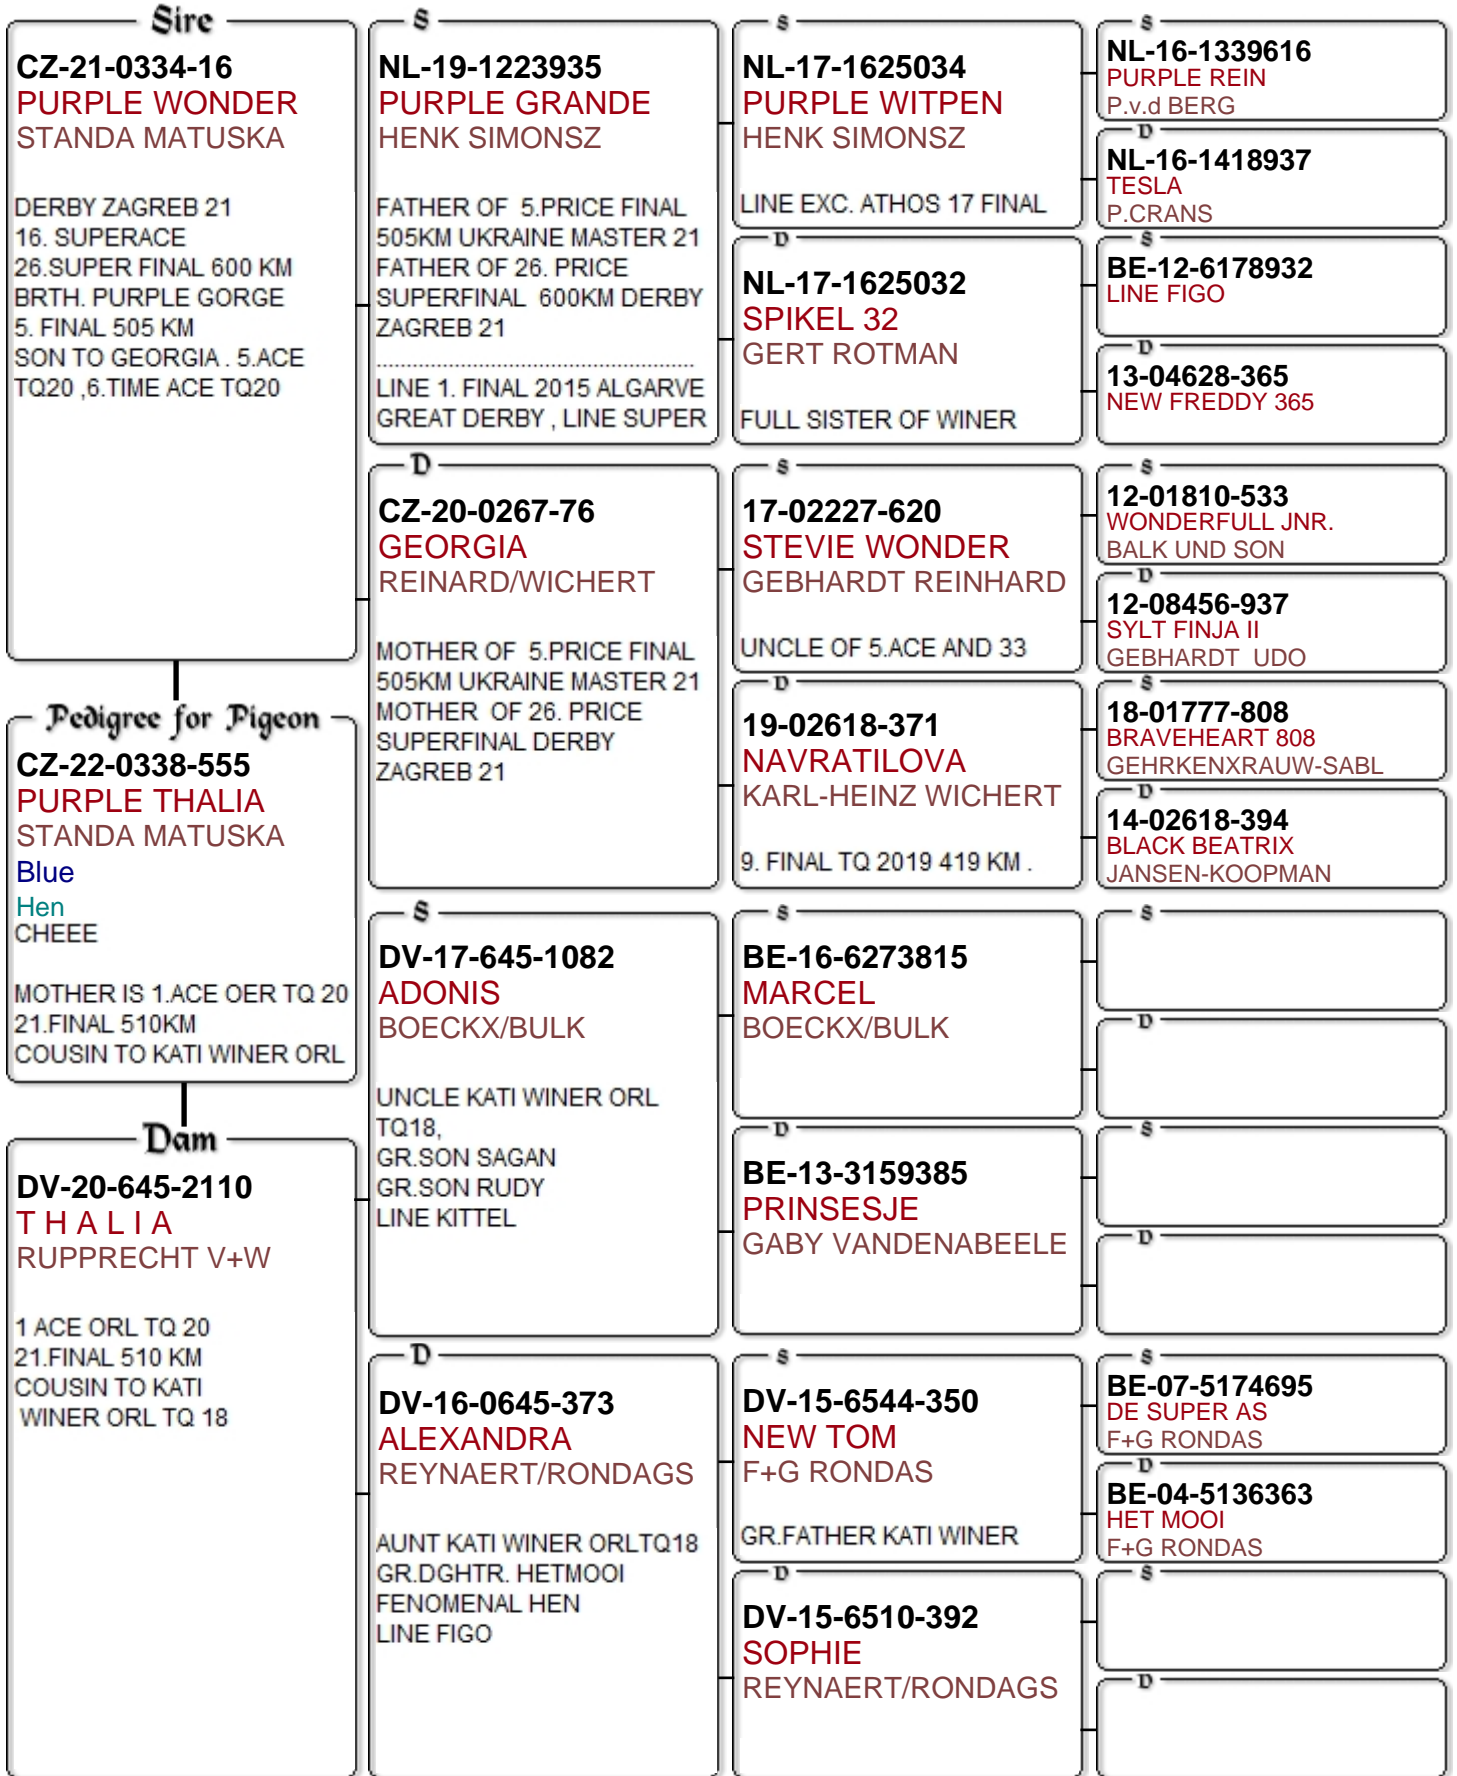 Sire
CZ-21-0334-16
PURPLE WONDER
STANDA MATUSKA
DERBY ZAGREB 21
16. SUPERACE
26.SUPER FINAL 600 KM
BRTH. PURPLE GORGE
5. FINAL 505 KM
SON TO GEORGIA . 5.ACE
TQ20 ,6.TIME ACE TQ20
Pedigree for Pigeon
CZ-22-0338-555
PURPLE THALIA
STANDA MATUSKA
Blue
Hen
CHEEE
MOTHER IS 1.ACE OER TQ 20
21.FINAL 510KM
COUSIN TO KATI WINER ORL
Dam
DV-20-645-2110
T H A L I A
RUPPRECHT V+W
1 ACE ORL TQ 20
21.FINAL 510 KM
COUSIN TO KATI
WINER ORL TQ 18
S
NL-19-1223935
PURPLE GRANDE
HENK SIMONSZ
FATHER OF 5.PRICE FINAL
505KM UKRAINE MASTER 21
FATHER OF 26. PRICE
SUPERFINAL 600KM DERBY
ZAGREB 21
.....................................................
LINE 1. FINAL 2015 ALGARVE
GREAT DERBY , LINE SUPER
D
CZ-20-0267-76
GEORGIA
REINARD/WICHERT
MOTHER OF 5.PRICE FINAL
505KM UKRAINE MASTER 21
MOTHER OF 26. PRICE
SUPERFINAL DERBY
ZAGREB 21
S
DV-17-645-1082
ADONIS
BOECKX/BULK
UNCLE KATI WINER ORL
TQ18,
GR.SON SAGAN
GR.SON RUDY
LINE KITTEL
D
DV-16-0645-373
ALEXANDRA
REYNAERT/RONDAGS
AUNT KATI WINER ORLTQ18
GR.DGHTR. HETMOOI
FENOMENAL HEN
LINE FIGO
S
NL-17-1625034
PURPLE WITPEN
HENK SIMONSZ
LINE EXC. ATHOS 17 FINAL
D
NL-17-1625032
SPIKEL 32
GERT ROTMAN
FULL SISTER OF WINER
S
17-02227-620
STEVIE WONDER
GEBHARDT REINHARD
UNCLE OF 5.ACE AND 33
D
19-02618-371
NAVRATILOVA
KARL-HEINZ WICHERT
9. FINAL TQ 2019 419 KM .
S
BE-16-6273815
MARCEL
BOECKX/BULK
D
BE-13-3159385
PRINSESJE
GABY VANDENABEELE
S
DV-15-6544-350
NEW TOM
F+G RONDAS
GR.FATHER KATI WINER
D
DV-15-6510-392
SOPHIE
REYNAERT/RONDAGS
S
NL-16-1339616
PURPLE REIN
P.v.d BERG
D
NL-16-1418937
TESLA
P.CRANS
S
BE-12-6178932
LINE FIGO
D
13-04628-365
NEW FREDDY 365
S
12-01810-533
WONDERFULL JNR.
BALK UND SON
D
12-08456-937
SYLT FINJA II
GEBHARDT UDO
S
18-01777-808
BRAVEHEART 808
GEHRKENXRAUW-SABL
D
14-02618-394
BLACK BEATRIX
JANSEN-KOOPMAN
S
D
S
D
S
BE-07-5174695
DE SUPER AS
F+G RONDAS
D
BE-04-5136363
HET MOOI
F+G RONDAS
S
D